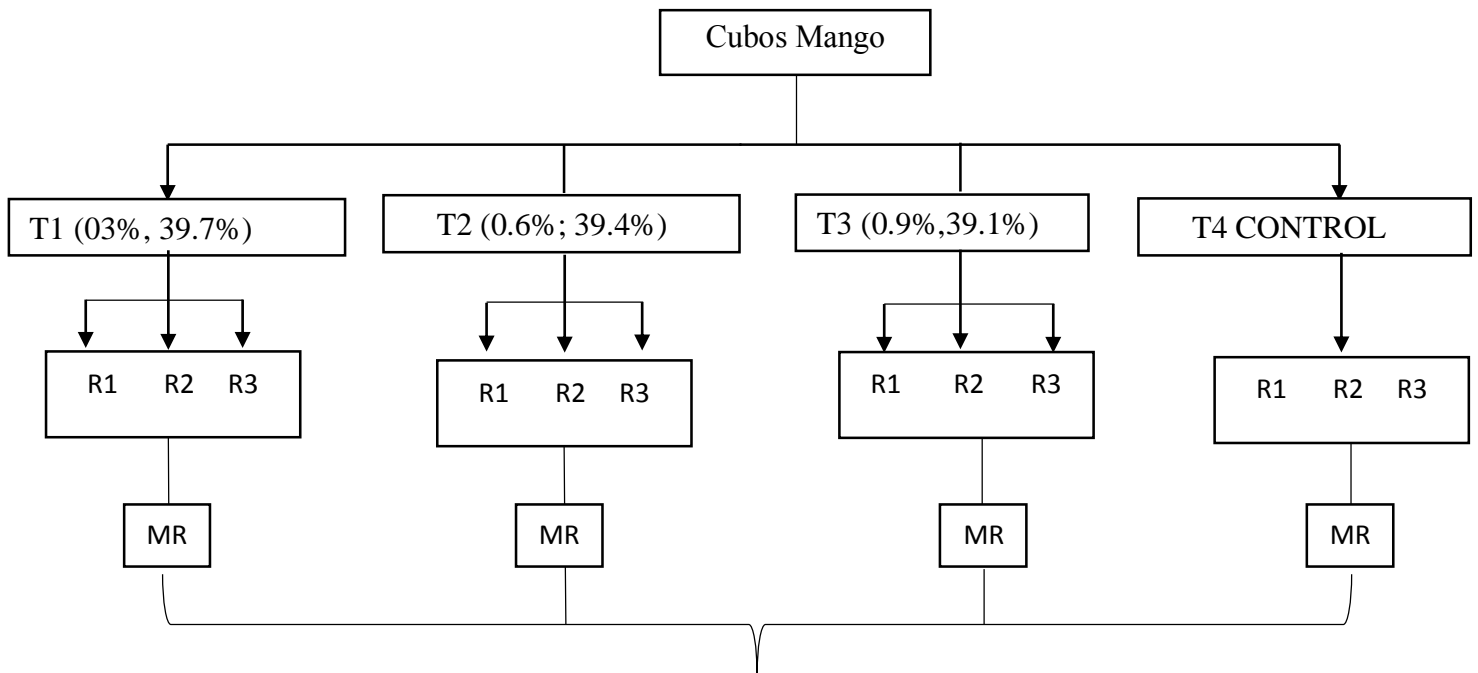 Cubos Mango
T1 (03%, 39.7%)
T2 (0.6%; 39.4%)
T3 (0.9%,39.1%)
T4 CONTROL
R1 R2 R3
R1 R2 R3
R1 R2 R3
R1 R2 R3
MR
MR
MR
MR